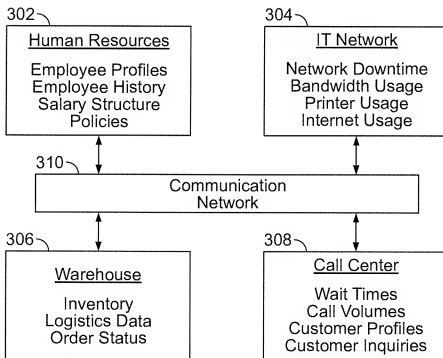 302
Human Resources
Employee Profiles
Employee History
Salary Structure
Policies
304
IT Network
Network Downtime
Bandwidth Usage
Printer Usage
Internet Usage
310
Communication
Network
306
Warehouse
Inventory
Logistics Data
Order Status
308
Call Center
Wait Times
Call Volumes
Customer Profiles
Customer Inquiries